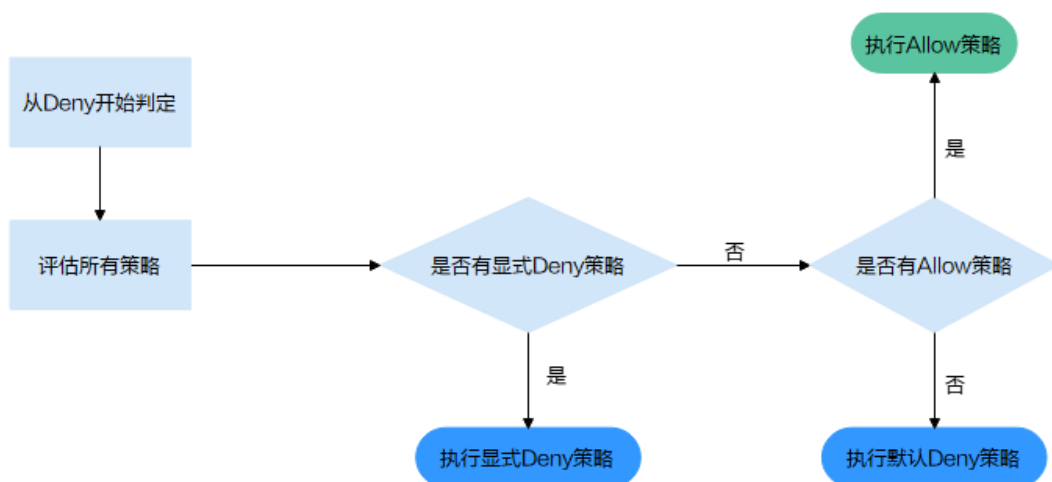 执行Allow策略
从Deny开始判定
是
评估所有策略
是否有显式Deny策略
否
是否有Allow策略
是
否
执行显式Deny策略
执行默认Deny策略